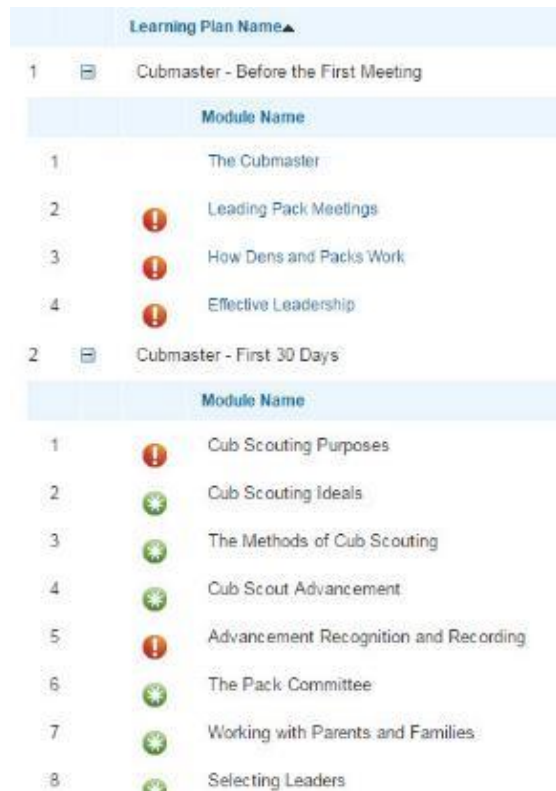 Learning Plan Name
1 Cubmaster - Before the First Meeting
Module Name
1 The Cubmaster
2 Leading Pack Meetings
3 How Dens and Packs Work
4 Effective Leadership
2 Cubmaster - First 30 Days
Module Name
1 Cub Scouting Purposes
2 Cub Scouting Ideals
3 The Methods of Cub Scouting
4 Cub Scout Advancement
5 Advancement Recognition and Recording
6 The Pack Committee
7 Working with Parents and Families
8 Selecting Leaders